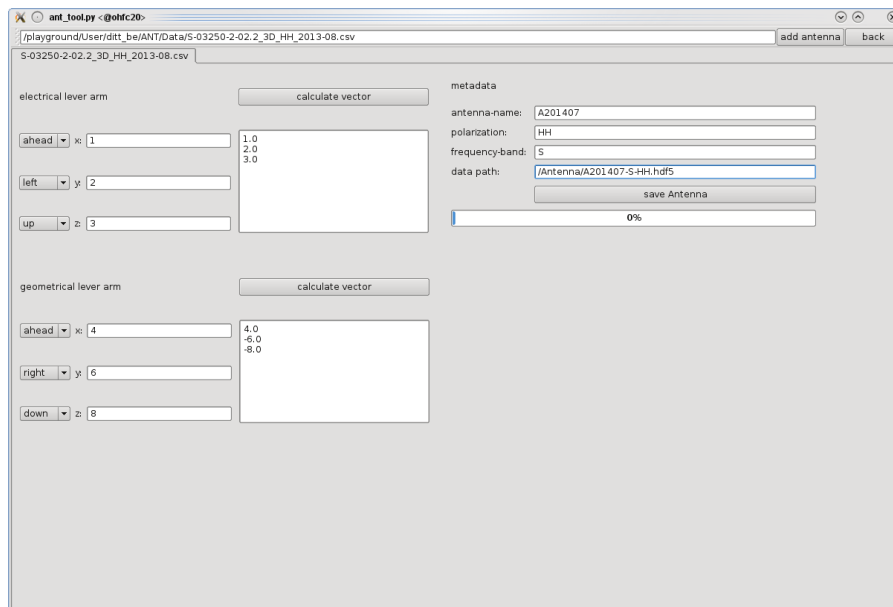 ant_tool.py <@ohfc20>
/playground/User/ditt_be/ANT/Data/S-03250-2-02.2_3D_HH_2013-08.csv
add antenna
back
S-03250-2-02.2_3D_HH_2013-08.csv
electrical lever arm
calculate vector
ahead x: 1
left y: 2
up z: 3
1.0
2.0
3.0
geometrical lever arm
calculate vector
ahead x: 4
right y: 6
down z: 8
4.0
-6.0
-8.0
metadata
antenna-name: A201407
polarization: HH
frequency-band: S
data path: /Antenna/A201407-S-HH.hdf5
save Antenna
0%